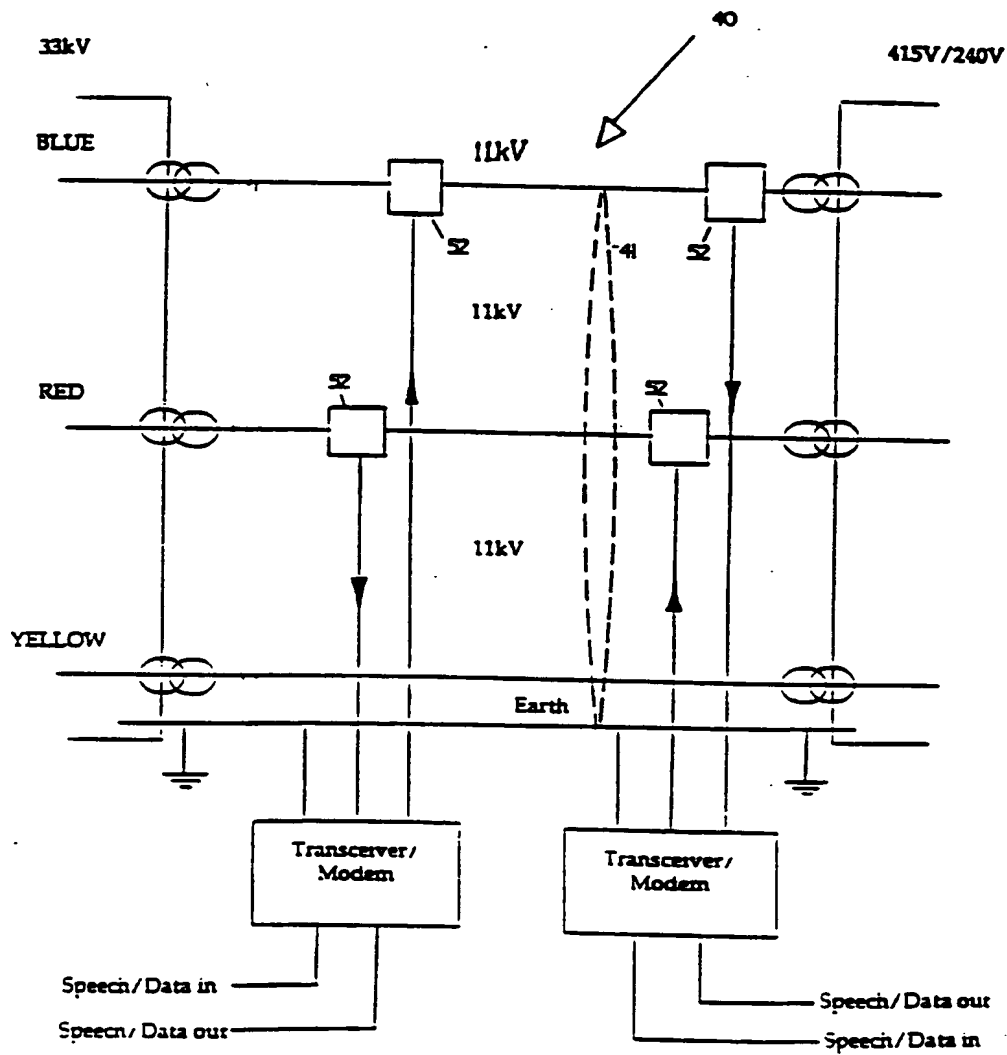 40
33kV
415V/240V
BLUE
11kV
52
41
52
11kV
RED
52
52
11kV
YELLOW
Earth
Transceiver/
Modem
Transceiver/
Modem
Speech/Data in
Speech/Data out
Speech/Data out
Speech/Data in